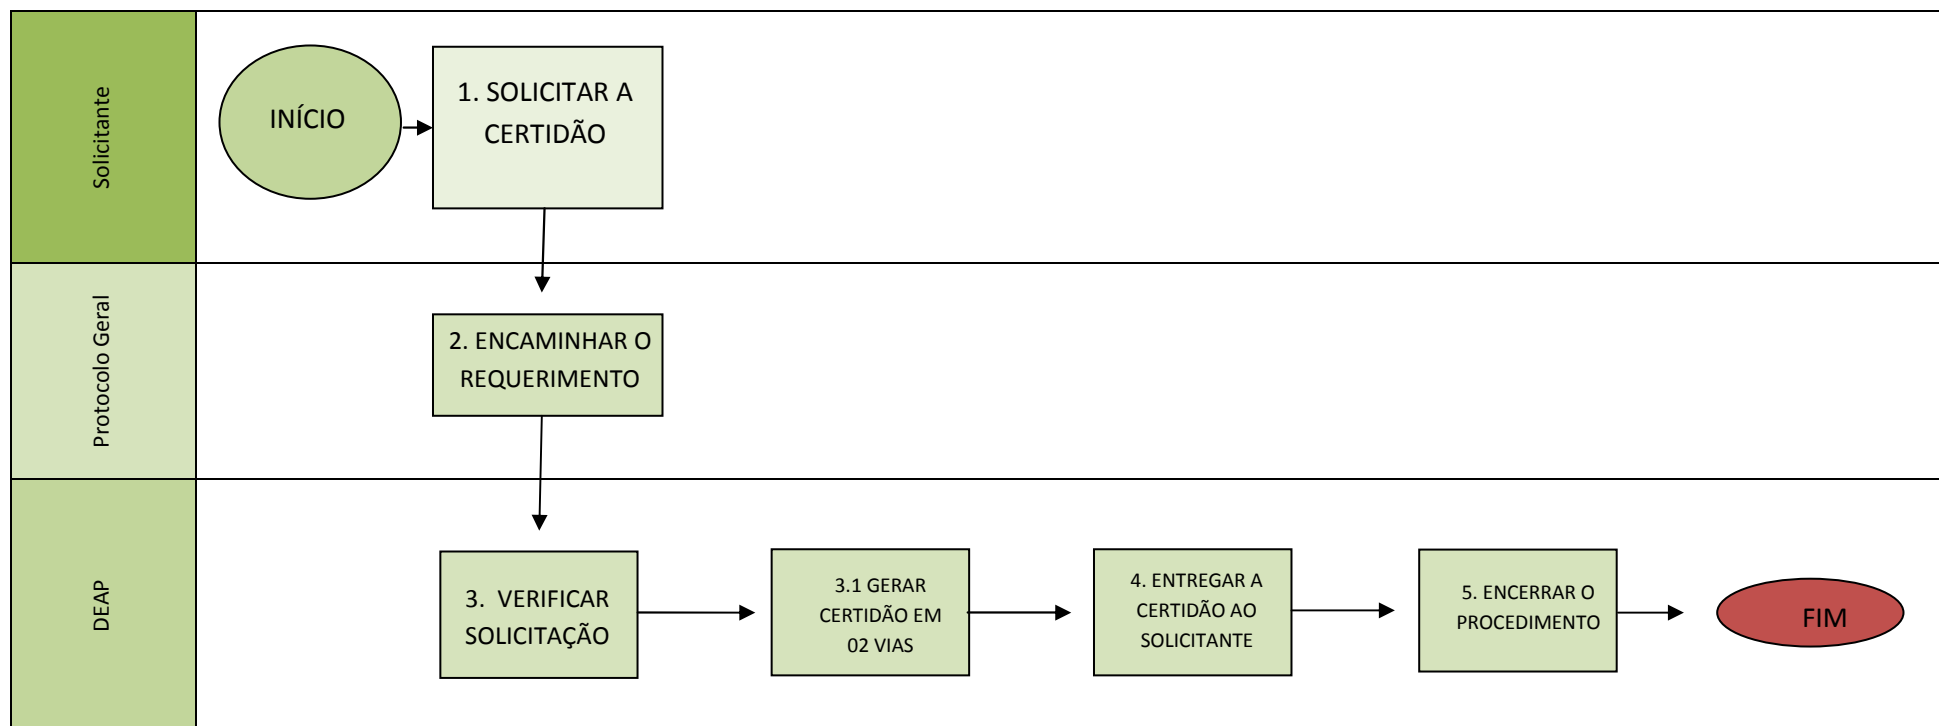 Solicitante
INÍCIO
1. SOLICITAR A
CERTIDÃO
Protocolo Geral
2. ENCAMINHAR O
REQUERIMENTO
DEAP
3. VERIFICAR
SOLICITAÇÃO
3.1 GERAR
CERTIDÃO EM
02 VIAS
4. ENTREGAR A
CERTIDÃO AO
SOLICITANTE
5. ENCERRAR O
PROCEDIMENTO
FIM